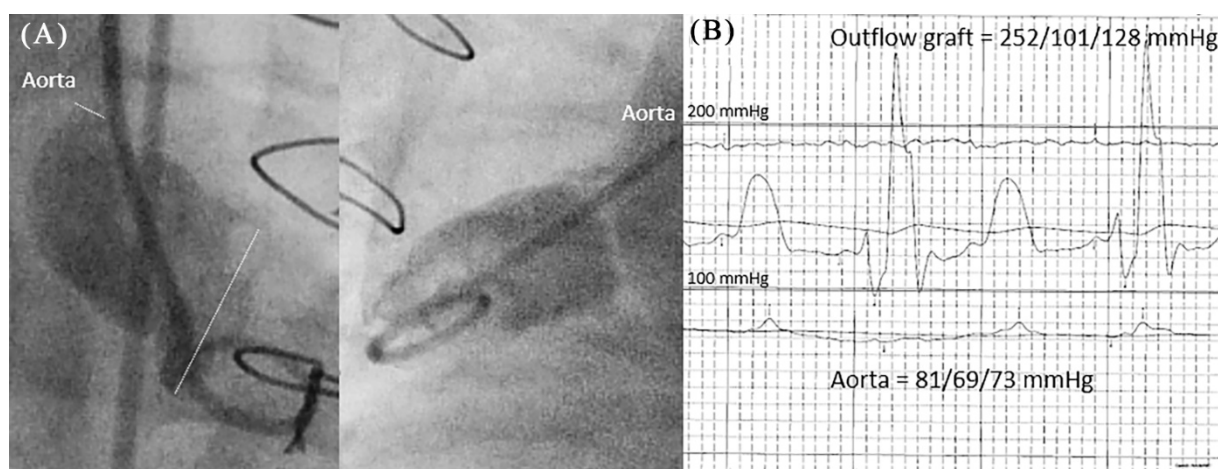 (A)
Aorta
Aorta
(B)
Outflow graft = 252/101/128 mmHg
200 mmHg
100 mmHg
Aorta = 81/69/73 mmHg